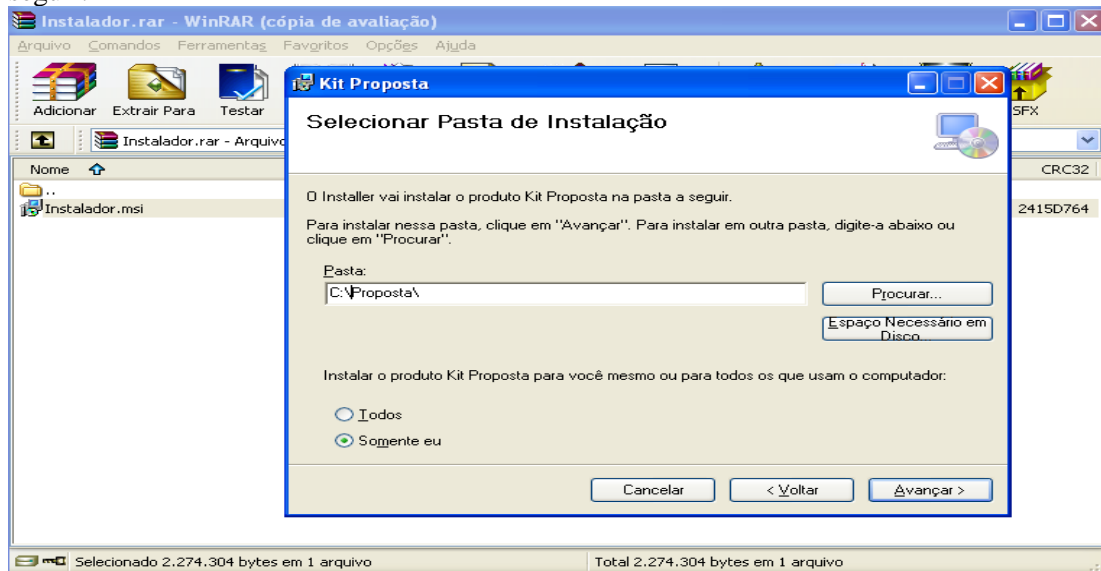 Instalador.rar - WinRAR (cópia de avaliação)
Arquivo Comandos Ferramentas Favoritos Opções Ajuda
Adicionar Extrair Para Testar SFX
Instalador.rar - Arquivo
Nome CRC32
..
Instalador.msi 2415D764
Kit Proposta
Selecionar Pasta de Instalação
O Installer vai instalar o produto Kit Proposta na pasta a seguir.
Para instalar nessa pasta, clique em "Avançar". Para instalar em outra pasta, digite-a abaixo ou
clique em "Procurar".
Pasta:
C:\Proposta\
Procurar...
Espaço Necessário em
Disco...
Instalar o produto Kit Proposta para você mesmo ou para todos os que usam o computador:
Todos
Somente eu
Cancelar < Voltar Avançar >
Selecionado 2.274.304 bytes em 1 arquivo Total 2.274.304 bytes em 1 arquivo